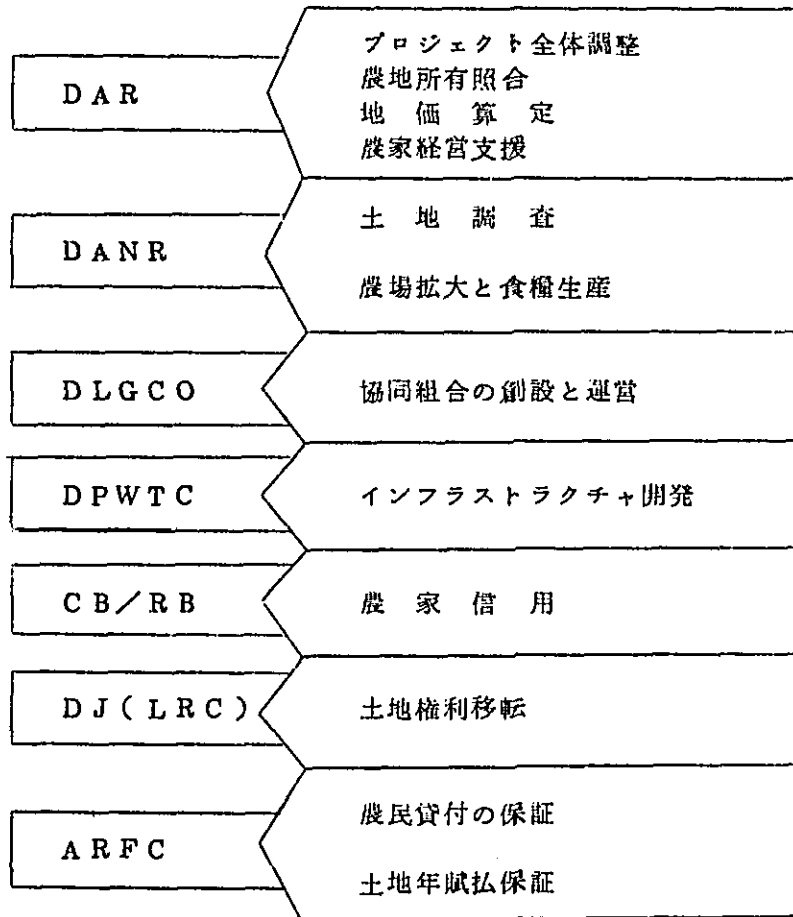 DAR
プロジェクト全体調整
農地所有照合
地価算定
農家経営支援
DANR
土地調査
農場拡大と食糧生産
DLGCO
協同組合の創設と運営
DPWTC
インフラストラクチャ開発
CB/RB
農家信用
DJ(LRC)
土地権利移転
ARFC
農民貸付の保証
土地年賦払保証